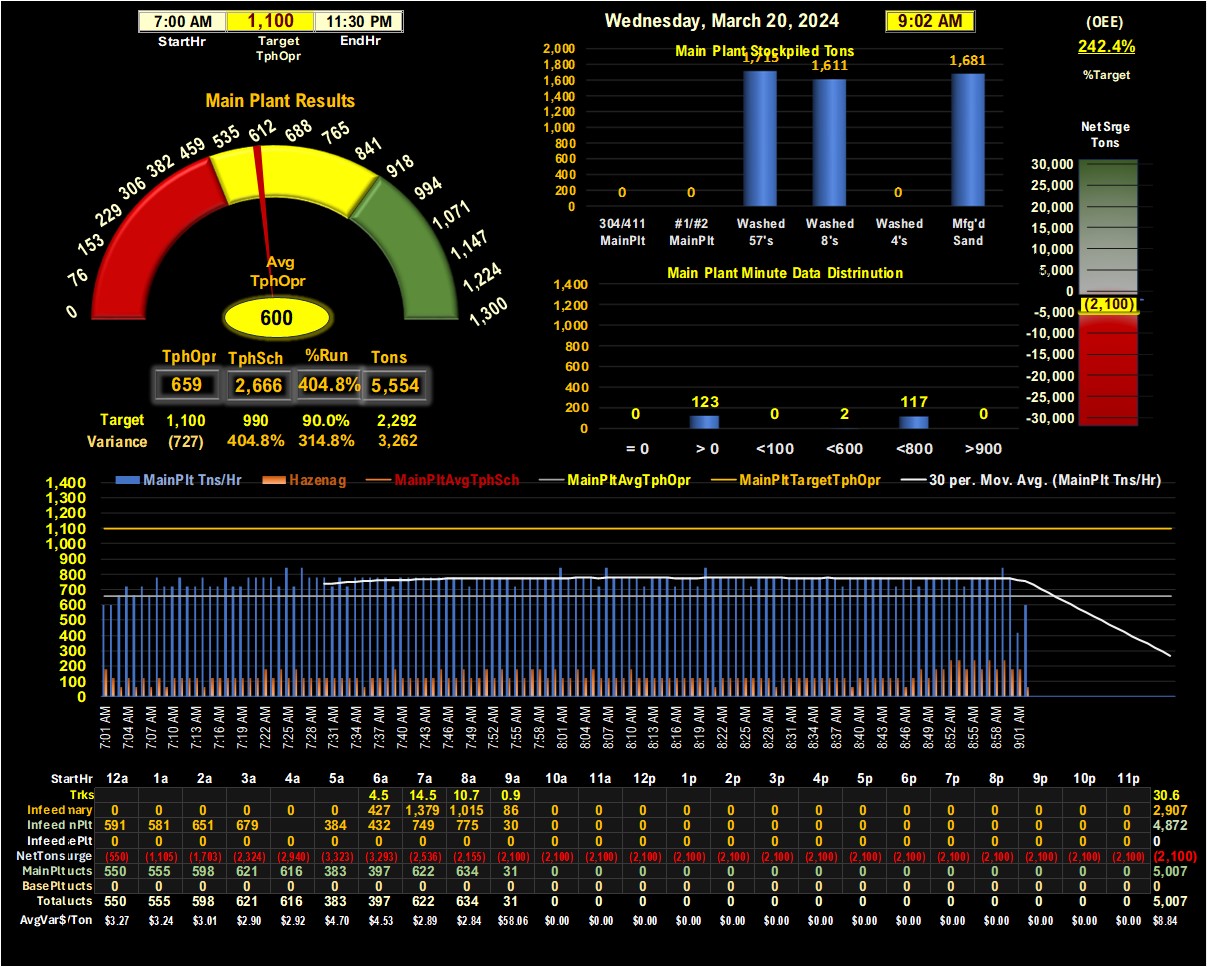 7:00 AM 1,100 11:30 PM
StartHr Target TphOpr EndHr
Wednesday, March 20, 2024 9:02 AM
(OEE)
242.4%
%Target
Main Plant Results
0 76 153 229 306 382 459 535 612 688 765 841 918 994 1,071 1,147 1,224 1,300
Avg
TphOpr
600
TphOpr TphSch %Run Tons
659 2,666 404.8% 5,554
Target 1,100 990 90.0% 2,292
Variance (727) 404.8% 314.8% 3,262
Main Plant Stockpiled Tons
2,000
1,800
1,600
1,400
1,200
1,000
800
600
400
200
0
0 0 1,715 1,611 0 1,681
304/411 #1/#2 Washed Washed Washed Mfg'd
MainPlt MainPlt 57's 8's 4's Sand
Main Plant Minute Data Distrinution
1,400
1,200
1,000
800
600
400
200
0
0 123 0 2 117 0
= 0 > 0 <100 <600 <800 >900
Net Srge
Tons
30,000
25,000
20,000
15,000
10,000
5,000
0
(2,100)
-5,000
-10,000
-15,000
-20,000
-25,000
-30,000
MainPlt Tns/Hr Hazenag MainPltAvgTphSch MainPltAvgTphOpr MainPltTargetTphOpr 30 per. Mov. Avg. (MainPlt Tns/Hr)
1,400
1,300
1,200
1,100
1,000
900
800
700
600
500
400
300
200
100
0
7:01 AM 7:04 AM 7:07 AM 7:10 AM 7:13 AM 7:16 AM 7:19 AM 7:22 AM 7:25 AM 7:28 AM 7:31 AM 7:34 AM 7:37 AM 7:40 AM 7:43 AM 7:46 AM 7:49 AM 7:52 AM 7:55 AM 7:58 AM 8:01 AM 8:04 AM 8:07 AM 8:10 AM 8:13 AM 8:16 AM 8:19 AM 8:22 AM 8:25 AM 8:28 AM 8:31 AM 8:34 AM 8:37 AM 8:40 AM 8:43 AM 8:46 AM 8:49 AM 8:52 AM 8:55 AM 8:58 AM 9:01 AM
StartHr 12a 1a 2a 3a 4a 5a 6a 7a 8a 9a 10a 11a 12p 1p 2p 3p 4p 5p 6p 7p 8p 9p 10p 11p
Trks 4.5 14.5 10.7 0.9 30.6
Infeed nary 0 0 0 0 0 0 427 1,379 1,015 86 0 0 0 0 0 0 0 0 0 0 0 0 0 0 2,907
Infeed nPlt 591 581 651 679 384 432 749 775 30 0 0 0 0 0 0 0 0 0 0 0 0 0 0 4,872
Infeed ePlt 0 0 0 0 0 0 0 0 0 0 0 0 0 0 0 0 0 0 0 0 0 0 0 0 0
NetTons urge (550) (1,105) (1,703) (2,324) (2,940) (3,323) (3,293) (2,536) (2,155) (2,100) (2,100) (2,100) (2,100) (2,100) (2,100) (2,100) (2,100) (2,100) (2,100) (2,100) (2,100) (2,100) (2,100) (2,100) (2,100)
MainPlt ucts 550 555 598 621 616 383 397 622 634 31 0 0 0 0 0 0 0 0 0 0 0 0 0 0 5,007
BasePlt ucts 0 0 0 0 0 0 0 0 0 0 0 0 0 0 0 0 0 0 0 0 0 0 0 0 0
Total ucts 550 555 598 621 616 383 397 622 634 31 0 0 0 0 0 0 0 0 0 0 0 0 0 0 5,007
AvgVar$/Ton $3.27 $3.24 $3.01 $2.90 $2.92 $4.70 $4.53 $2.89 $2.84 $58.06 $0.00 $0.00 $0.00 $0.00 $0.00 $0.00 $0.00 $0.00 $0.00 $0.00 $0.00 $0.00 $0.00 $0.00 $8.84